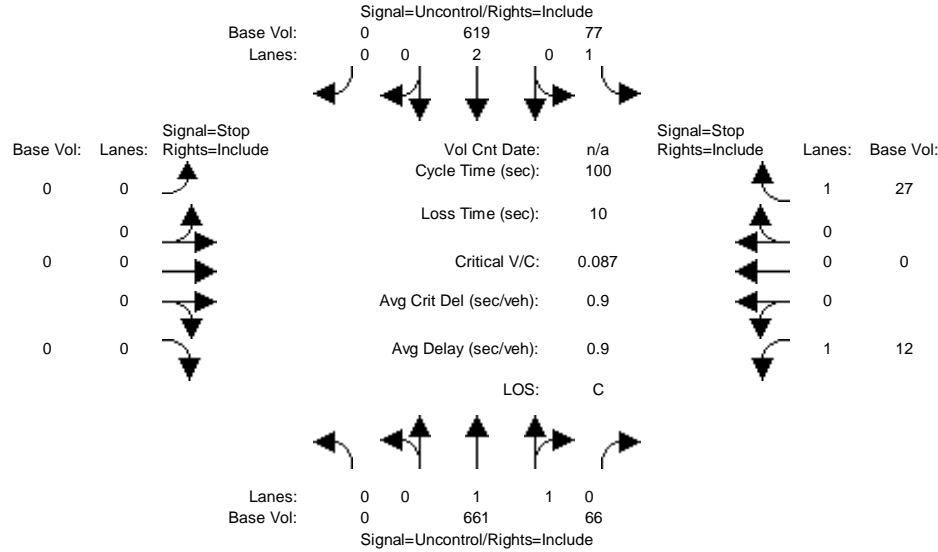 Signal=Uncontrol/Rights=Include
Base Vol: 0 619 77
Lanes: 0 0 2 0 1
Signal=Stop Signal=Stop
Base Vol: Lanes: Rights=Include Vol Cnt Date: n/a Rights=Include Lanes: Base Vol:
Cycle Time (sec): 100
0 0 1 27
Loss Time (sec): 10
0 0
0 0 Critical V/C: 0.087 0 0
0 Avg Crit Del (sec/veh): 0.9 0
0 0 Avg Delay (sec/veh): 0.9 1 12
LOS: C
Lanes: 0 0 1 1 0
Base Vol: 0 661 66
Signal=Uncontrol/Rights=Include